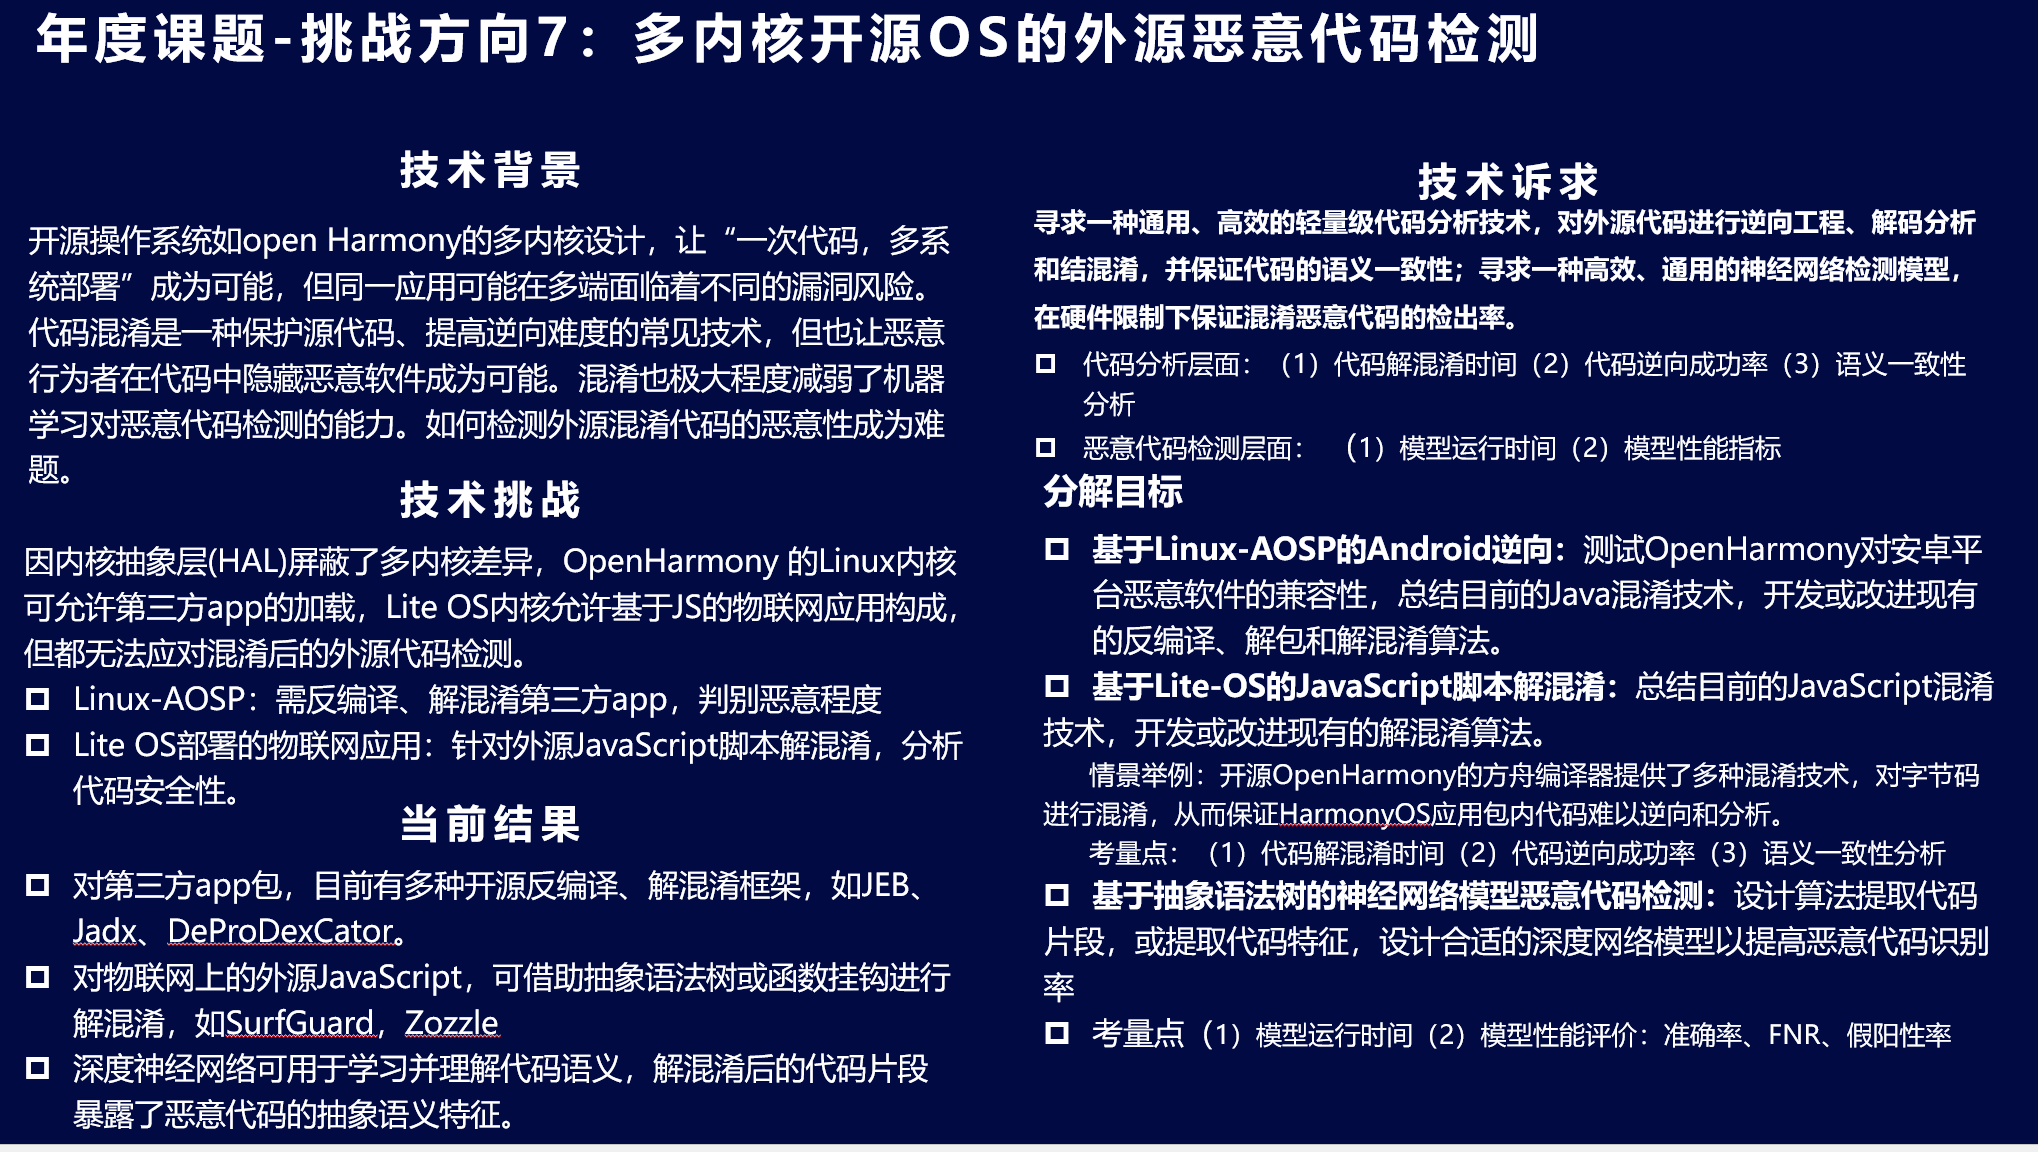 年度课题-挑战方向7：多内核开源OS的外源恶意代码检测
技术背景
开源操作系统如open Harmony的多内核设计，让“一次代码，多系
统部署”成为可能，但同一应用可能在多端面临着不同的漏洞风险。
代码混淆是一种保护源代码、提高逆向难度的常见技术，但也让恶意
行为者在代码中隐藏恶意软件成为可能。混淆也极大程度减弱了机器
学习对恶意代码检测的能力。如何检测外源混淆代码的恶意性成为难
题。
技术挑战
因内核抽象层(HAL)屏蔽了多内核差异，OpenHarmony 的Linux内核
可允许第三方app的加载，Lite OS内核允许基于JS的物联网应用构成，
但都无法应对混淆后的外源代码检测。
Linux-AOSP：需反编译、解混淆第三方app，判别恶意程度
Lite OS部署的物联网应用：针对外源JavaScript脚本解混淆，分析
代码安全性。
当前结果
对第三方app包，目前有多种开源反编译、解混淆框架，如JEB、
Jadx、DeProDexCator。
对物联网上的外源JavaScript，可借助抽象语法树或函数挂钩进行
解混淆，如SurfGuard，Zozzle
深度神经网络可用于学习并理解代码语义，解混淆后的代码片段
暴露了恶意代码的抽象语义特征。
技术诉求
寻求一种通用、高效的轻量级代码分析技术，对外源代码进行逆向工程、解码分析
和结混淆，并保证代码的语义一致性；寻求一种高效、通用的神经网络检测模型，
在硬件限制下保证混淆恶意代码的检出率。
代码分析层面：（1）代码解混淆时间（2）代码逆向成功率（3）语义一致性
分析
恶意代码检测层面： （1）模型运行时间（2）模型性能指标
分解目标
基于Linux-AOSP的Android逆向：测试OpenHarmony对安卓平
台恶意软件的兼容性，总结目前的Java混淆技术，开发或改进现有
的反编译、解包和解混淆算法。
基于Lite-OS的JavaScript脚本解混淆：总结目前的JavaScript混淆
技术，开发或改进现有的解混淆算法。
情景举例：开源OpenHarmony的方舟编译器提供了多种混淆技术，对字节码
进行混淆，从而保证HarmonyOS应用包内代码难以逆向和分析。
考量点：（1）代码解混淆时间（2）代码逆向成功率（3）语义一致性分析
基于抽象语法树的神经网络模型恶意代码检测：设计算法提取代码
片段，或提取代码特征，设计合适的深度网络模型以提高恶意代码识别
率
考量点（1）模型运行时间（2）模型性能评价：准确率、FNR、假阳性率